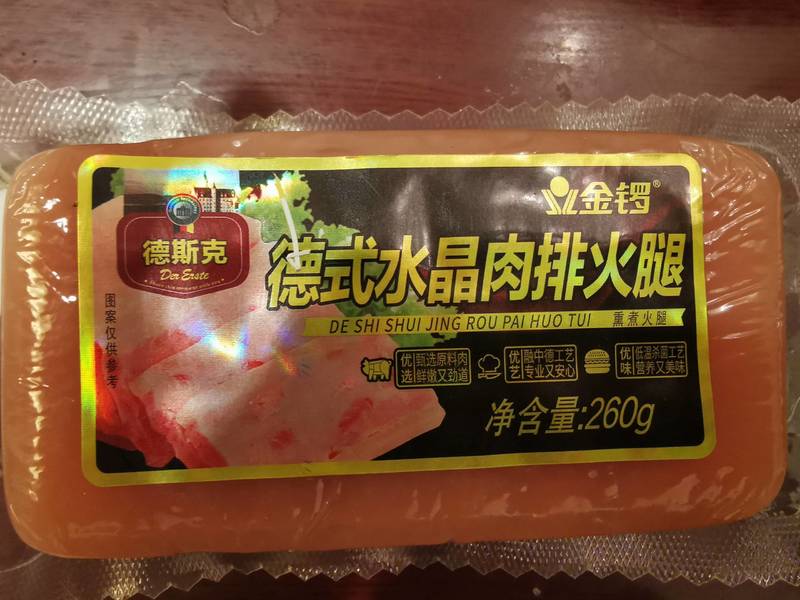 金锣®
德斯克
Der Erste
德式水晶肉排火腿
DE SHI SHUI JING ROU PAI HUO TUI
熏煮火腿
图案仅供参考
优选
甄选原料肉
鲜嫩又劲道
优艺
融中德工艺
专业又安心
优味
低温杀菌工艺
营养又美味
净含量:260g